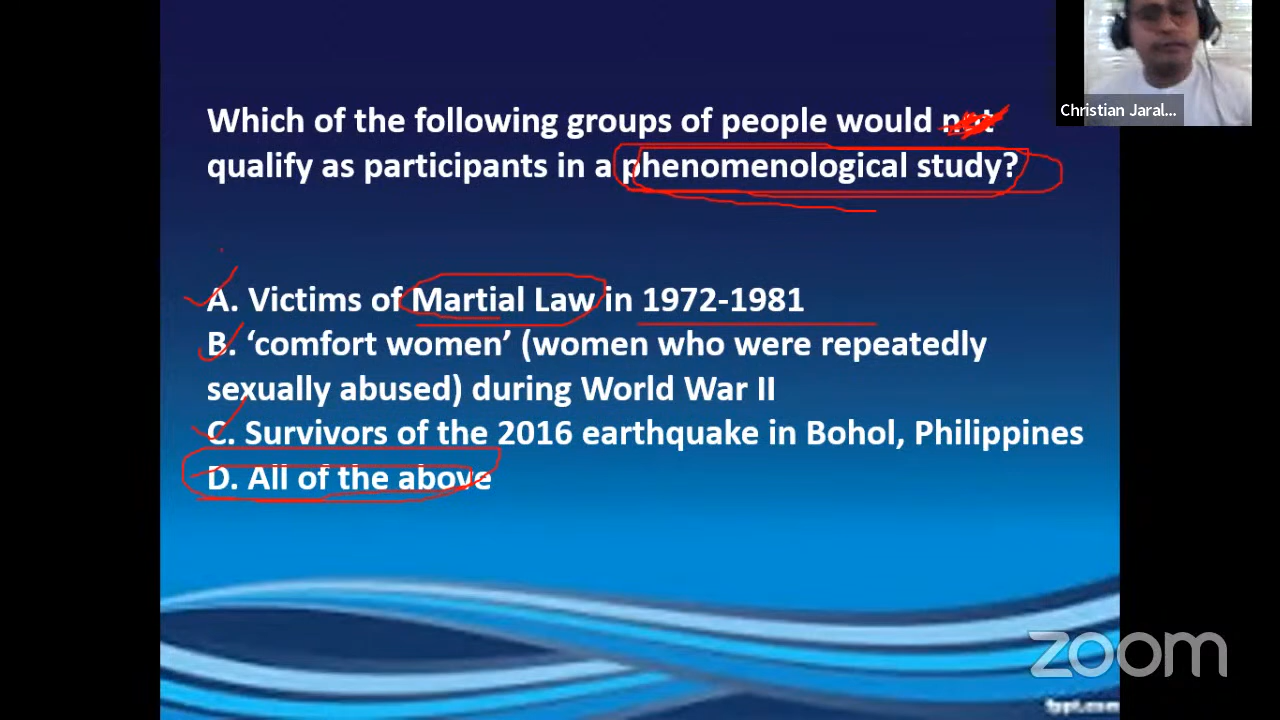 Which of the following groups of people would not
qualify as participants in a phenomenological study?
Christian Jaral...
A. Victims of Martial Law in 1972-1981
B. ‘comfort women’ (women who were repeatedly
sexually abused) during World War II
C. Survivors of the 2016 earthquake in Bohol, Philippines
D. All of the above
zoom
fppt.com